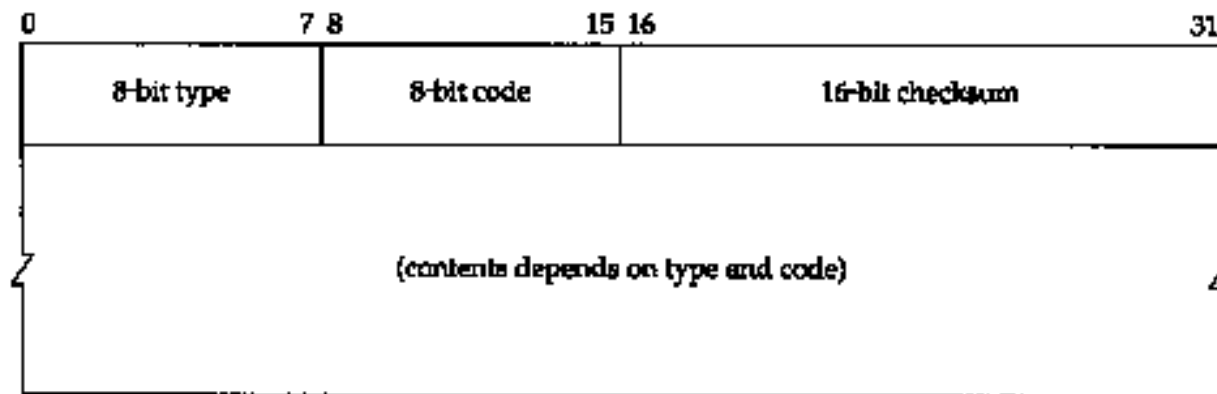 0 7 8 15 16 31
8-bit type 8-bit code 16-bit checksum
(contents depends on type and code)